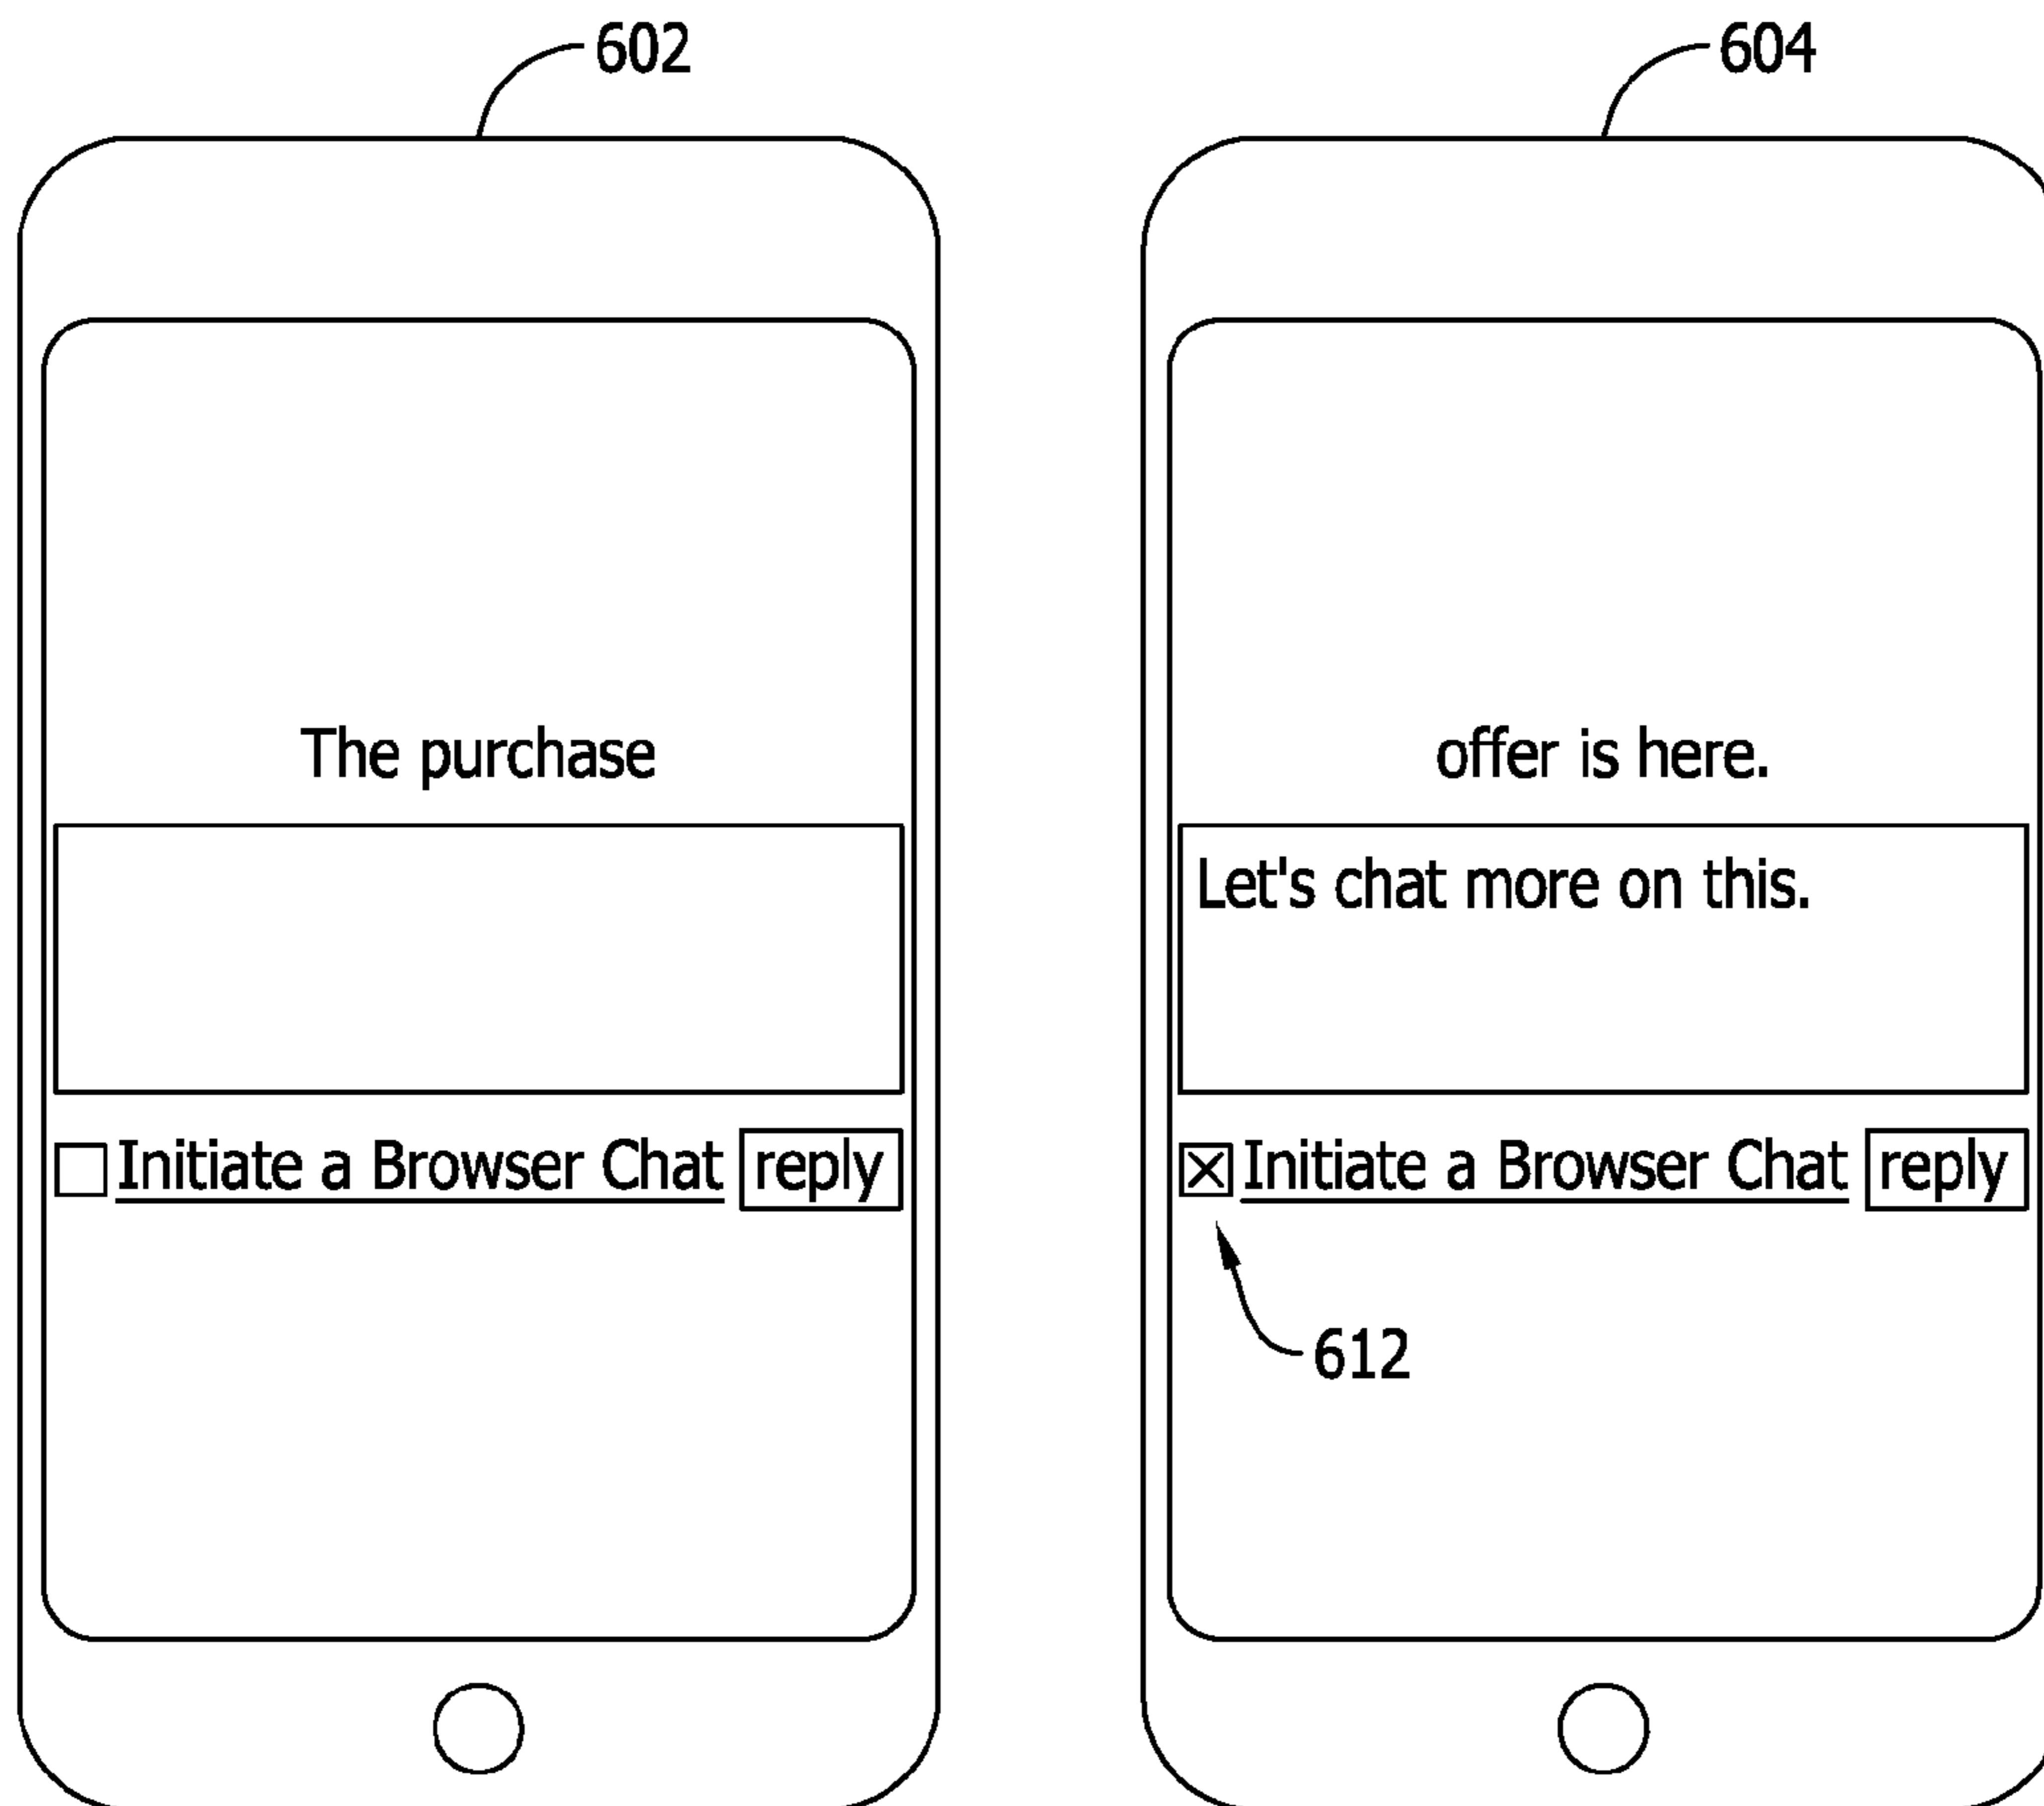 602
The purchase
Initiate a Browser Chat reply
604
offer is here.
Let's chat more on this.
Initiate a Browser Chat reply
612